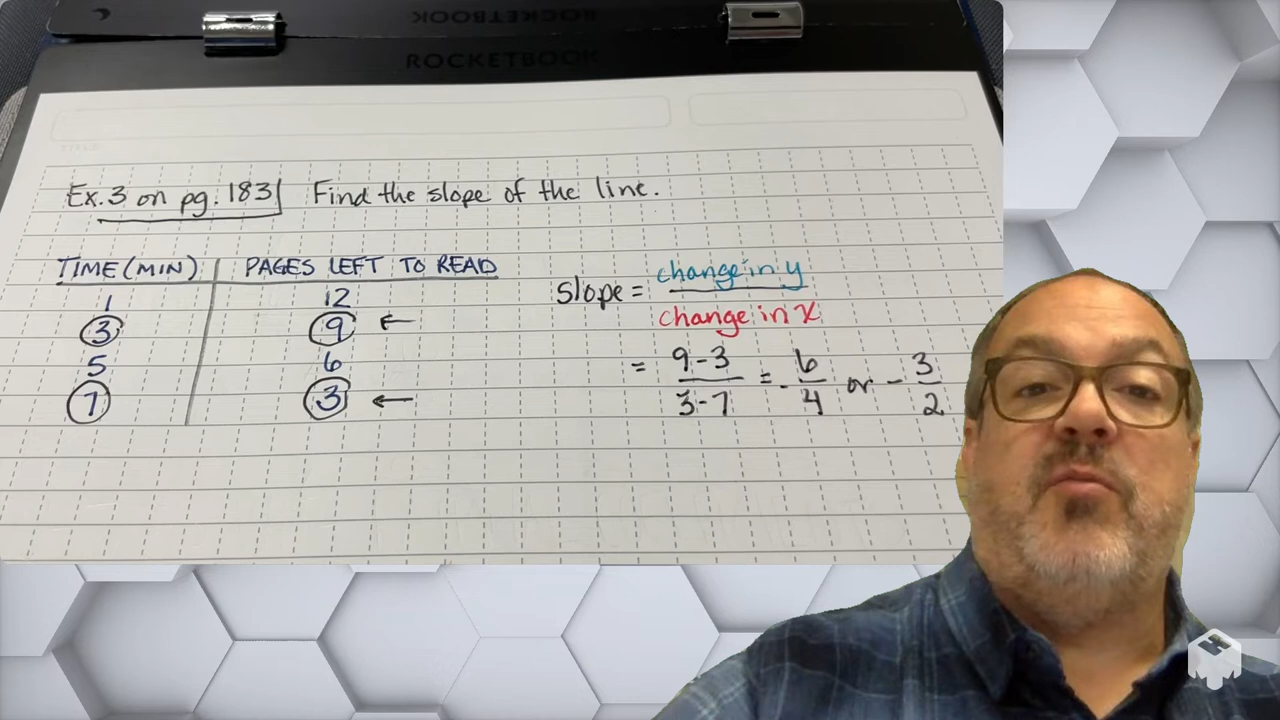 ROCKETBOOK
ROCKETBOOK
Ex. 3 on pg. 183 Find the slope of the line.
TIME (MIN) PAGES LEFT TO READ
1 12
3 9 ←
5 6
7 3 ←
slope = change in y
change in x
= 9-3 = - 6 or - 3
3-7 4 2